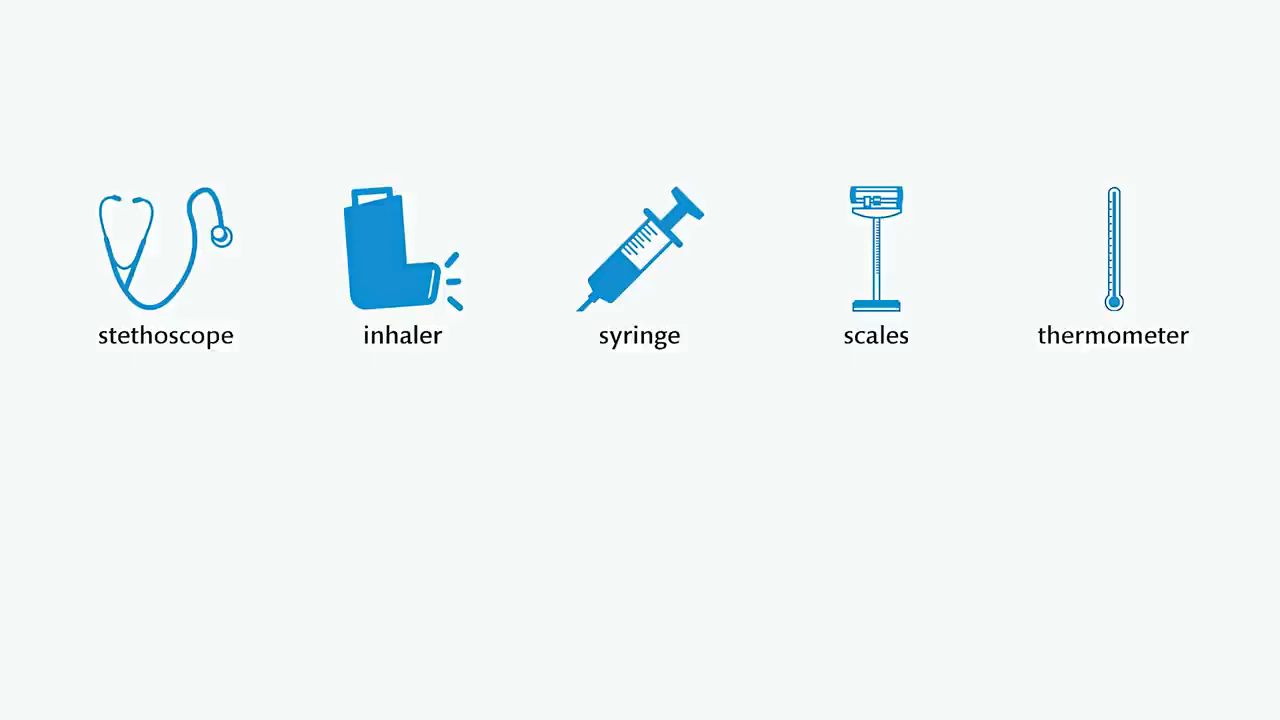 stethoscope
inhaler
syringe
scales
thermometer